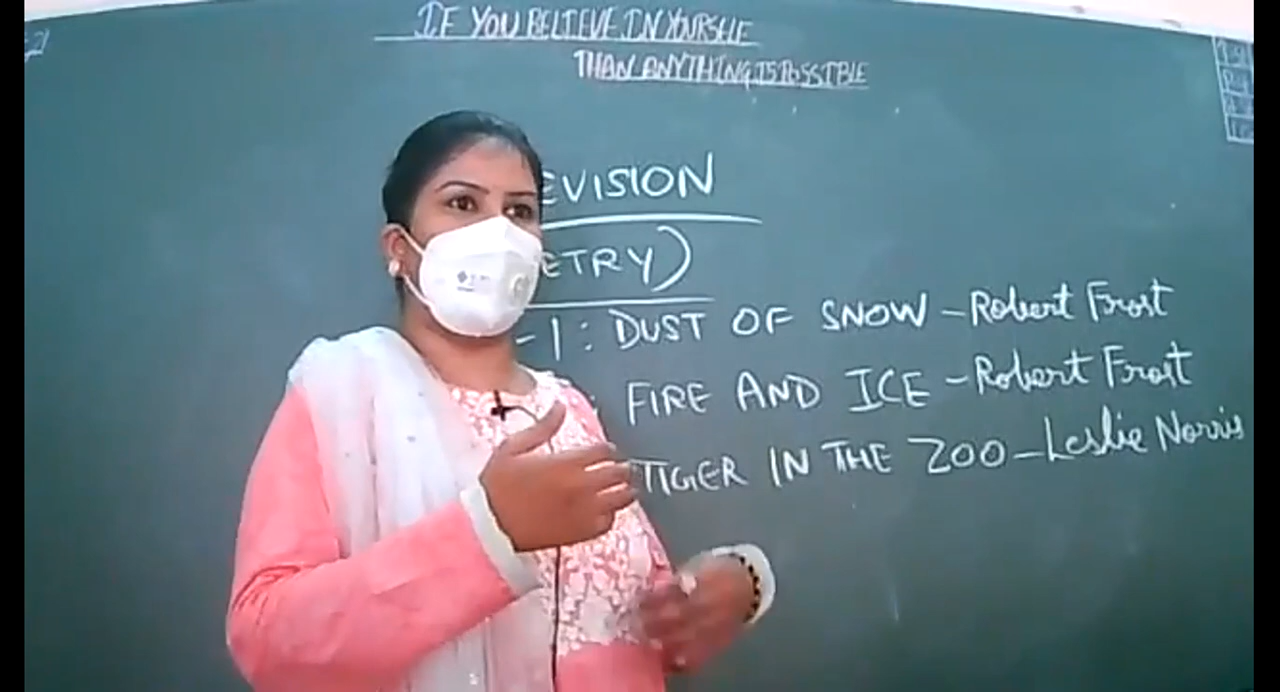 IF YOU BELIEVE IN YOURSELF
THAN ANYTHING IS POSSIBLE
EVISION
ETRY)
-1: DUST OF SNOW - Robert Frost
: FIRE AND ICE - Robert Frost
TIGER IN THE ZOO - Leslie Norris